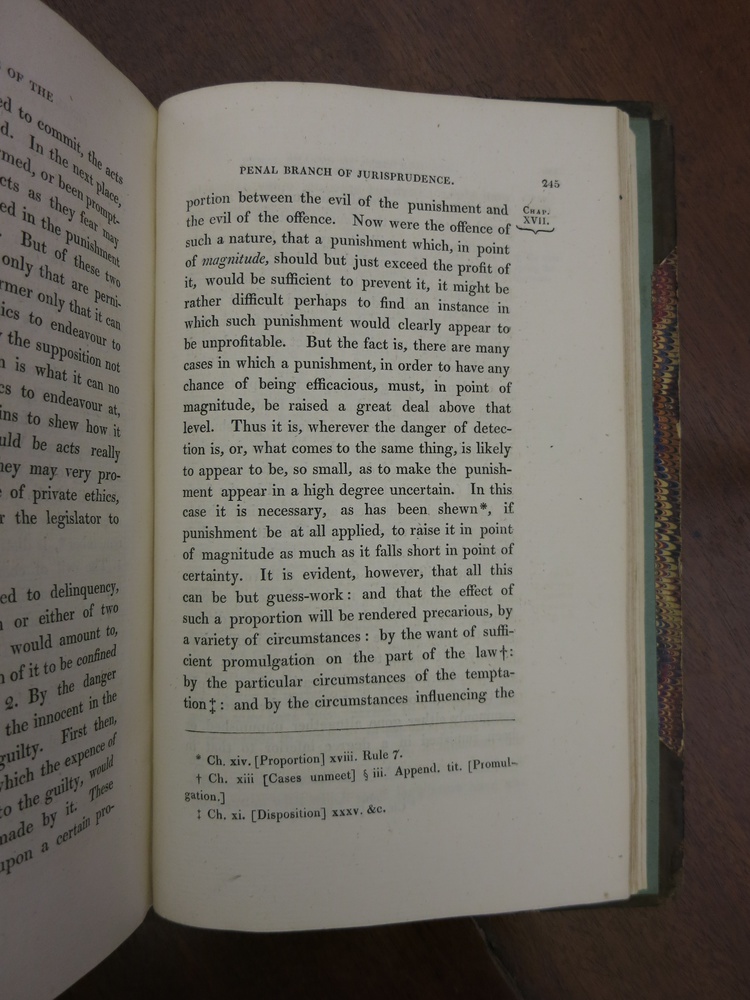 OF THE
ed to commit, the acts
d. In the next place,
rmed, or been prompt-
cts as they fear may
ed in the punishment
. But of these two
only that are perni-
rmer only that it can
ics to endeavour to
the supposition not
n is what it can no
cs to endeavour at,
ins to shew how it
uld be acts really
hey may very pro-
e of private ethics,
r the legislator to
ed to delinquency,
n or either of two
would amount to,
n of it to be confined
2. By the danger
the innocent in the
guilty. First then,
which the expence of
to the guilty, would
made by it. These
upon a certain pro-
PENAL BRANCH OF JURISPRUDENCE. 245
CHAP.
XVII.
portion between the evil of the punishment and
the evil of the offence. Now were the offence of
such a nature, that a punishment which, in point
of magnitude, should but just exceed the profit of
it, would be sufficient to prevent it, it might be
rather difficult perhaps to find an instance in
which such punishment would clearly appear to
be unprofitable. But the fact is, there are many
cases in which a punishment, in order to have any
chance of being efficacious, must, in point of
magnitude, be raised a great deal above that
level. Thus it is, wherever the danger of detec-
tion is, or, what comes to the same thing, is likely
to appear to be, so small, as to make the punish-
ment appear in a high degree uncertain. In this
case it is necessary, as has been shewn*, if
punishment be at all applied, to raise it in point
of magnitude as much as it falls short in point of
certainty. It is evident, however, that all this
can be but guess-work: and that the effect of
such a proportion will be rendered precarious, by
a variety of circumstances: by the want of suffi-
cient promulgation on the part of the law†:
by the particular circumstances of the tempta-
tion‡: and by the circumstances influencing the
* Ch. xiv. [Proportion] xviii. Rule 7.
† Ch. xiii [Cases unmeet] § iii. Append. tit. [Promul-
gation.]
‡ Ch. xi. [Disposition] xxxv. &c.